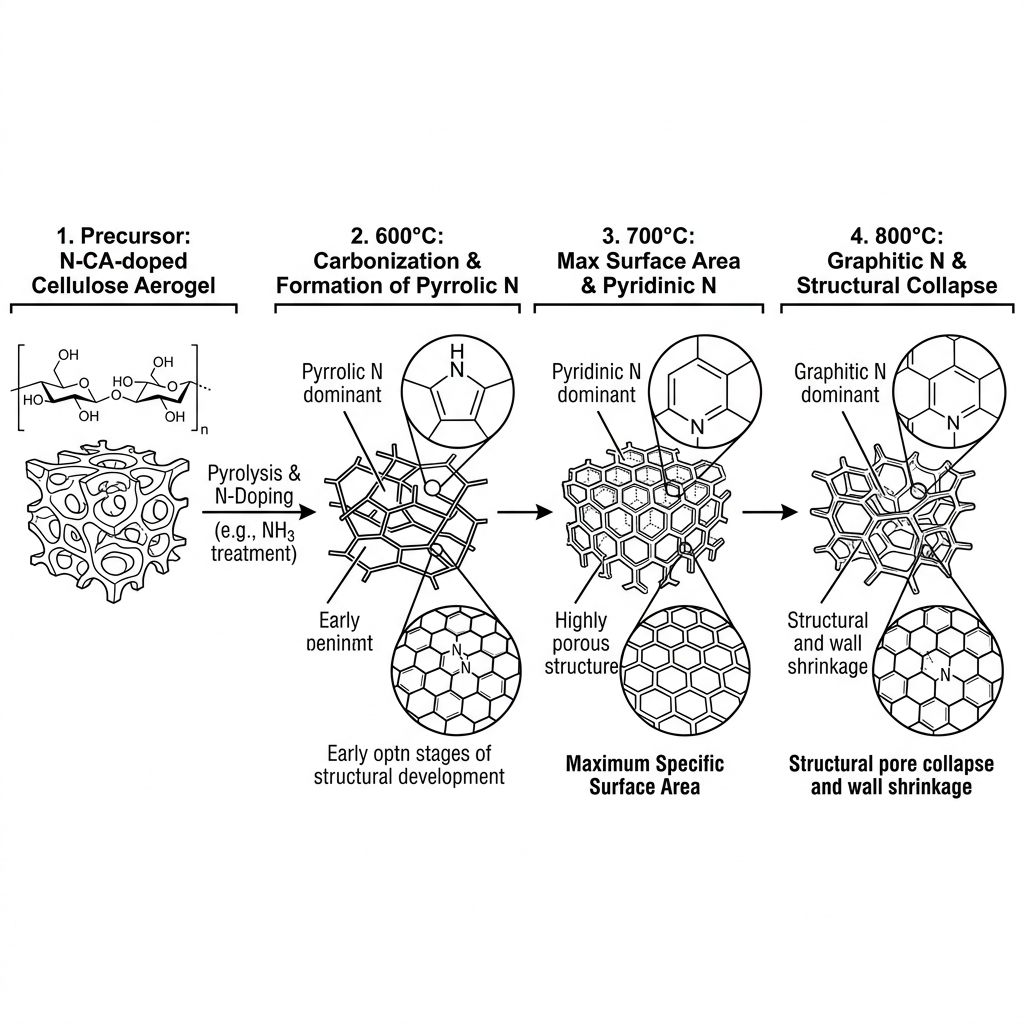 1. Precursor:
N-CA-doped
Cellulose Aerogel
2. 600°C:
Carbonization &
Formation of Pyrrolic N
3. 700°C:
Max Surface Area
& Pyridinic N
4. 800°C:
Graphitic N &
Structural Collapse
OH
O
HO
OH
O
HO
OH
O
OH
n
Pyrolysis &
N-Doping
(e.g., NH₃
treatment)
Pyrrolic N
dominant
H
N
Early
N
N
Early optn stages of
structural development
Pyridinic N
dominant
N
Highly
porous
structure
Maximum Specific
Surface Area
Graphitic N
dominant
N
Structural
and wall
shrinkage
N
Structural pore collapse
and wall shrinkage